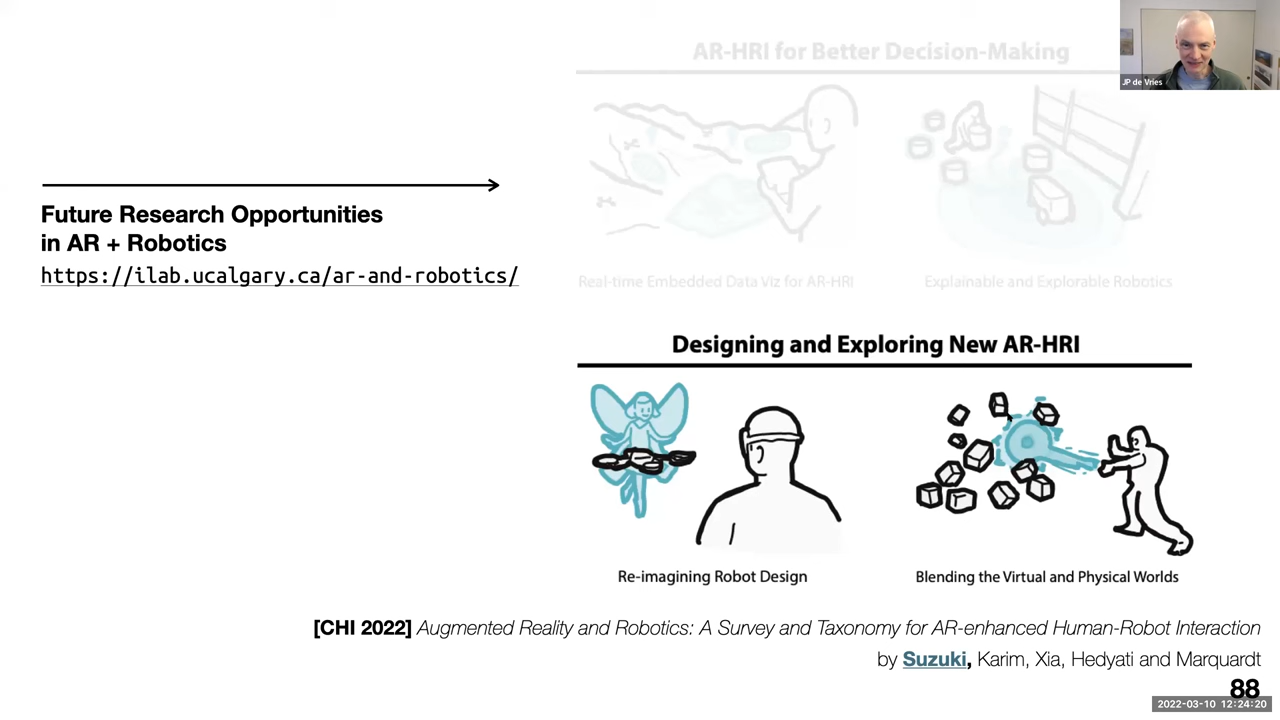 AR-HRI for Better Decision-Making
JP de Vries
Future Research Opportunities
in AR + Robotics
https://ilab.ucalgary.ca/ar-and-robotics/
Real-time Embedded Data Viz for AR-HRI
Explainable and Explorable Robotics
Designing and Exploring New AR-HRI
Re-imagining Robot Design
Blending the Virtual and Physical Worlds
[CHI 2022] Augmented Reality and Robotics: A Survey and Taxonomy for AR-enhanced Human-Robot Interaction
by Suzuki, Karim, Xia, Hedyati and Marquardt
88
2022-03-10 12:24:20